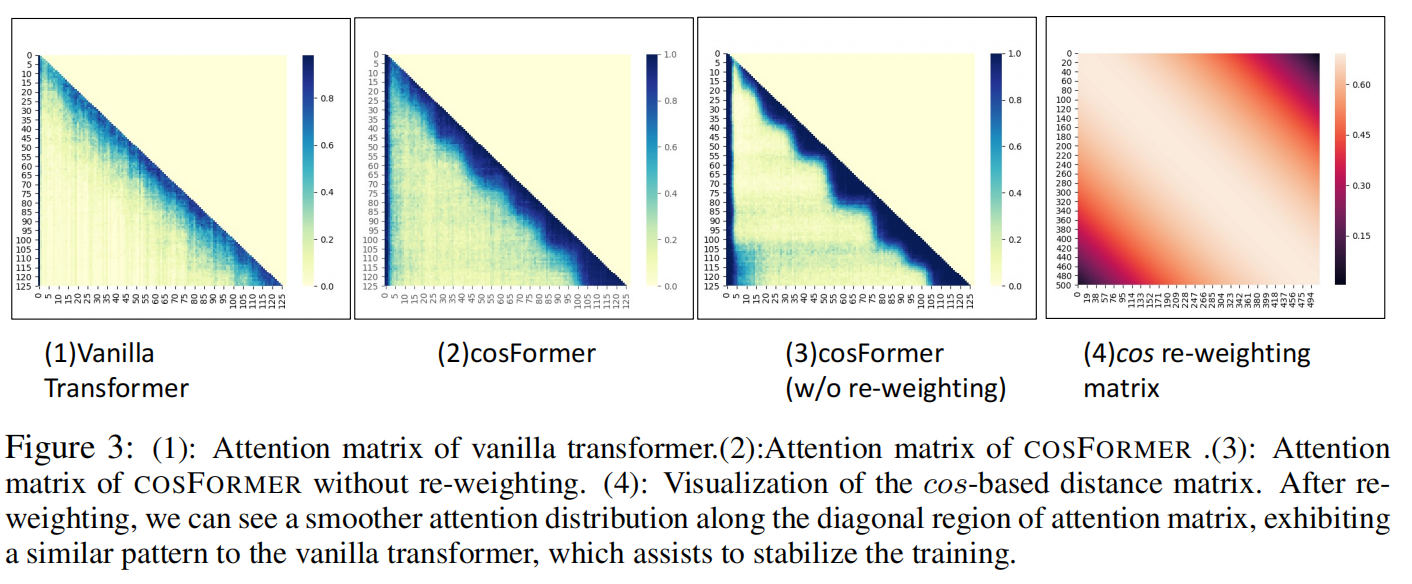 0 5 10 15 20 25 30 35 40 45 50 55 60 65 70 75 80 85 90 95 100 105 110 115 120 125
0 5 10 15 20 25 30 35 40 45 50 55 60 65 70 75 80 85 90 95 100 105 110 115 120 125
0.8 0.6 0.4 0.2 0.0
0 5 10 15 20 25 30 35 40 45 50 55 60 65 70 75 80 85 90 95 100 105 110 115 120 125
0 5 10 15 20 25 30 35 40 45 50 55 60 65 70 75 80 85 90 95 100 105 110 115 120 125
1.0 0.8 0.6 0.4 0.2 0.0
0 5 10 15 20 25 30 35 40 45 50 55 60 65 70 75 80 85 90 95 100 105 110 115 120 125
0 5 10 15 20 25 30 35 40 45 50 55 60 65 70 75 80 85 90 95 100 105 110 115 120 125
1.0 0.8 0.6 0.4 0.2 0.0
0 20 40 60 80 100 120 140 160 180 200 220 240 260 280 300 320 340 360 380 400 420 440 460 480 500
0 19 38 57 76 95 114 133 152 171 190 209 228 247 266 285 304 323 342 361 380 399 418 437 456 475 494
0.60 0.45 0.30 0.15
(1)Vanilla
Transformer
(2)cosFormer
(3)cosFormer
(w/o re-weighting)
(4)cos re-weighting
matrix
Figure 3: (1): Attention matrix of vanilla transformer.(2):Attention matrix of COSFORMER .(3): Attention
matrix of COSFORMER without re-weighting. (4): Visualization of the cos-based distance matrix. After re-
weighting, we can see a smoother attention distribution along the diagonal region of attention matrix, exhibiting
a similar pattern to the vanilla transformer, which assists to stabilize the training.